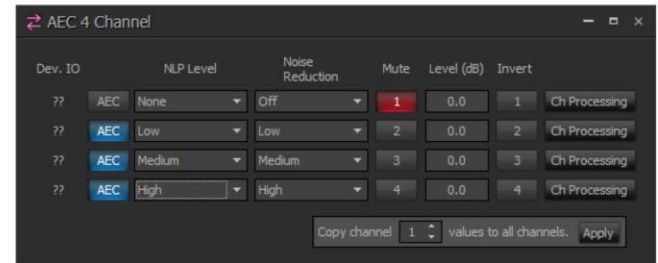 AEC 4 Channel
Dev. IO NLP Level Noise Reduction Mute Level (dB) Invert
?? AEC None Off 1 0.0 1 Ch Processing
?? AEC Low Low 2 0.0 2 Ch Processing
?? AEC Medium Medium 3 0.0 3 Ch Processing
?? AEC High High 4 0.0 4 Ch Processing
Copy channel 1 values to all channels. Apply